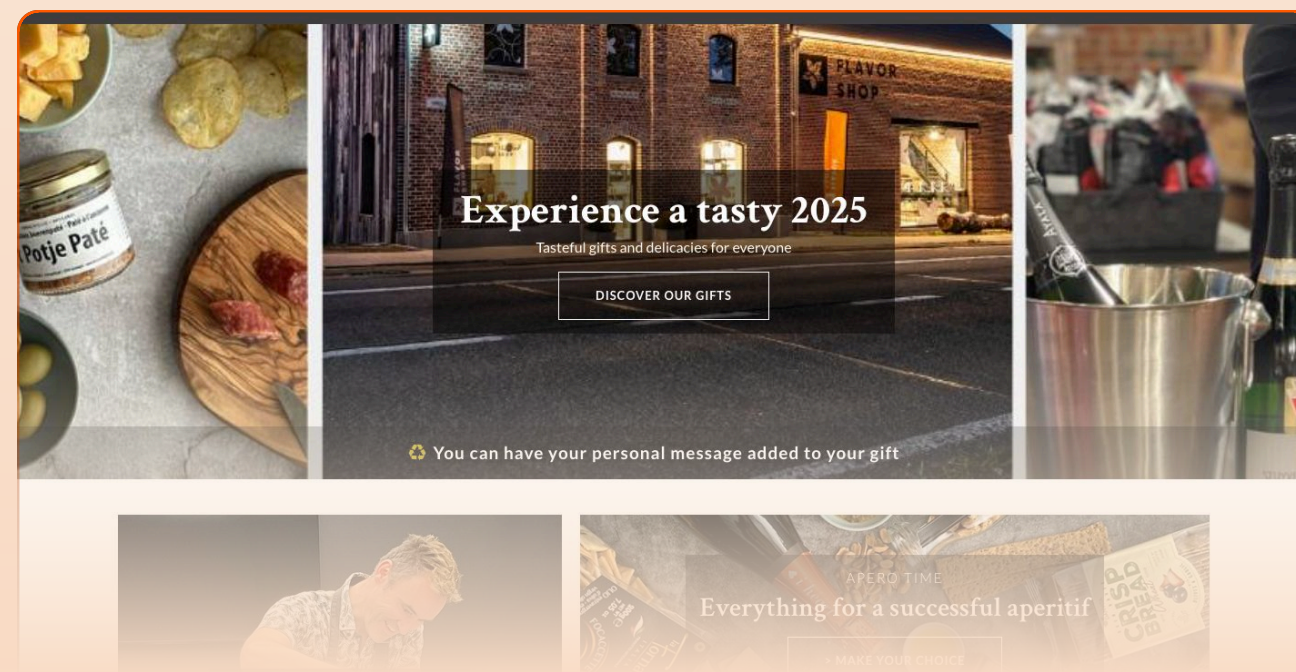 FLAVOR
SHOP
Potje Paté
AYALA
Experience a tasty 2025
Tasteful gifts and delicacies for everyone
DISCOVER OUR GIFTS
♻ You can have your personal message added to your gift
APERO TIME
Everything for a successful aperitif
> MAKE YOUR CHOICE
CRISP
BREAD